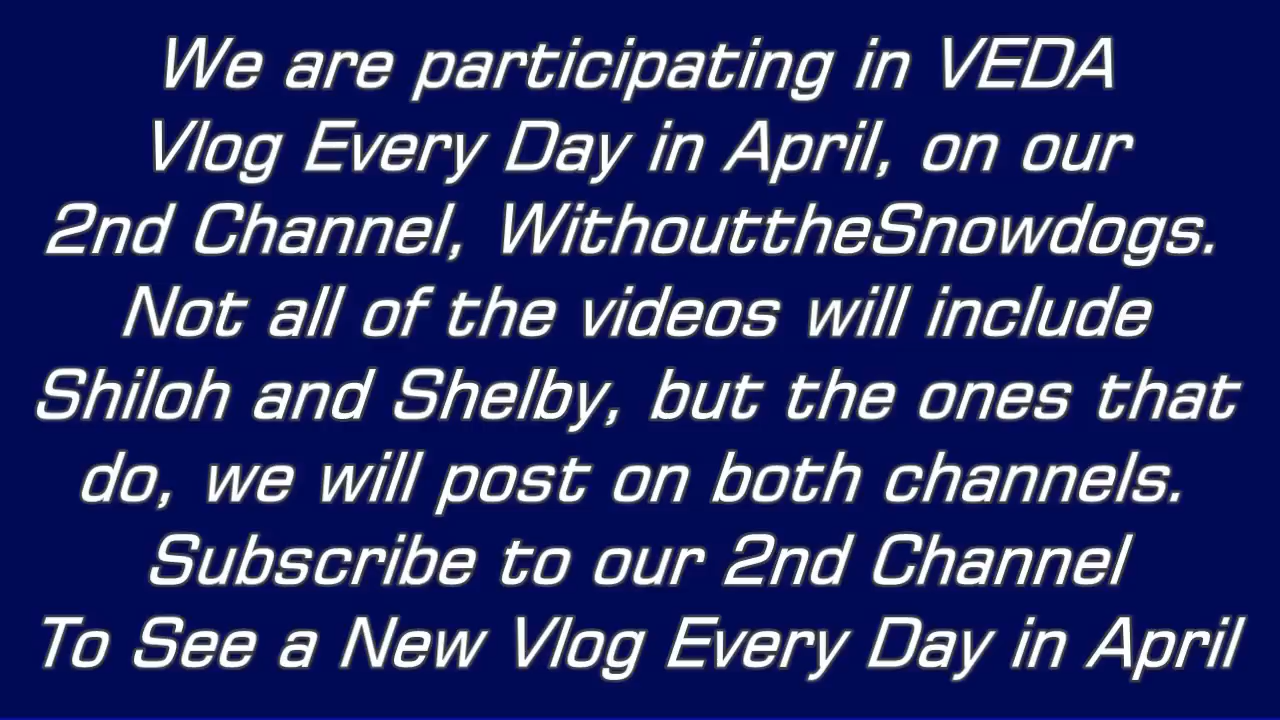 We are participating in VEDA
Vlog Every Day in April, on our
2nd Channel, WithouttheSnowdogs.
Not all of the videos will include
Shiloh and Shelby, but the ones that
do, we will post on both channels.
Subscribe to our 2nd Channel
To See a New Vlog Every Day in April